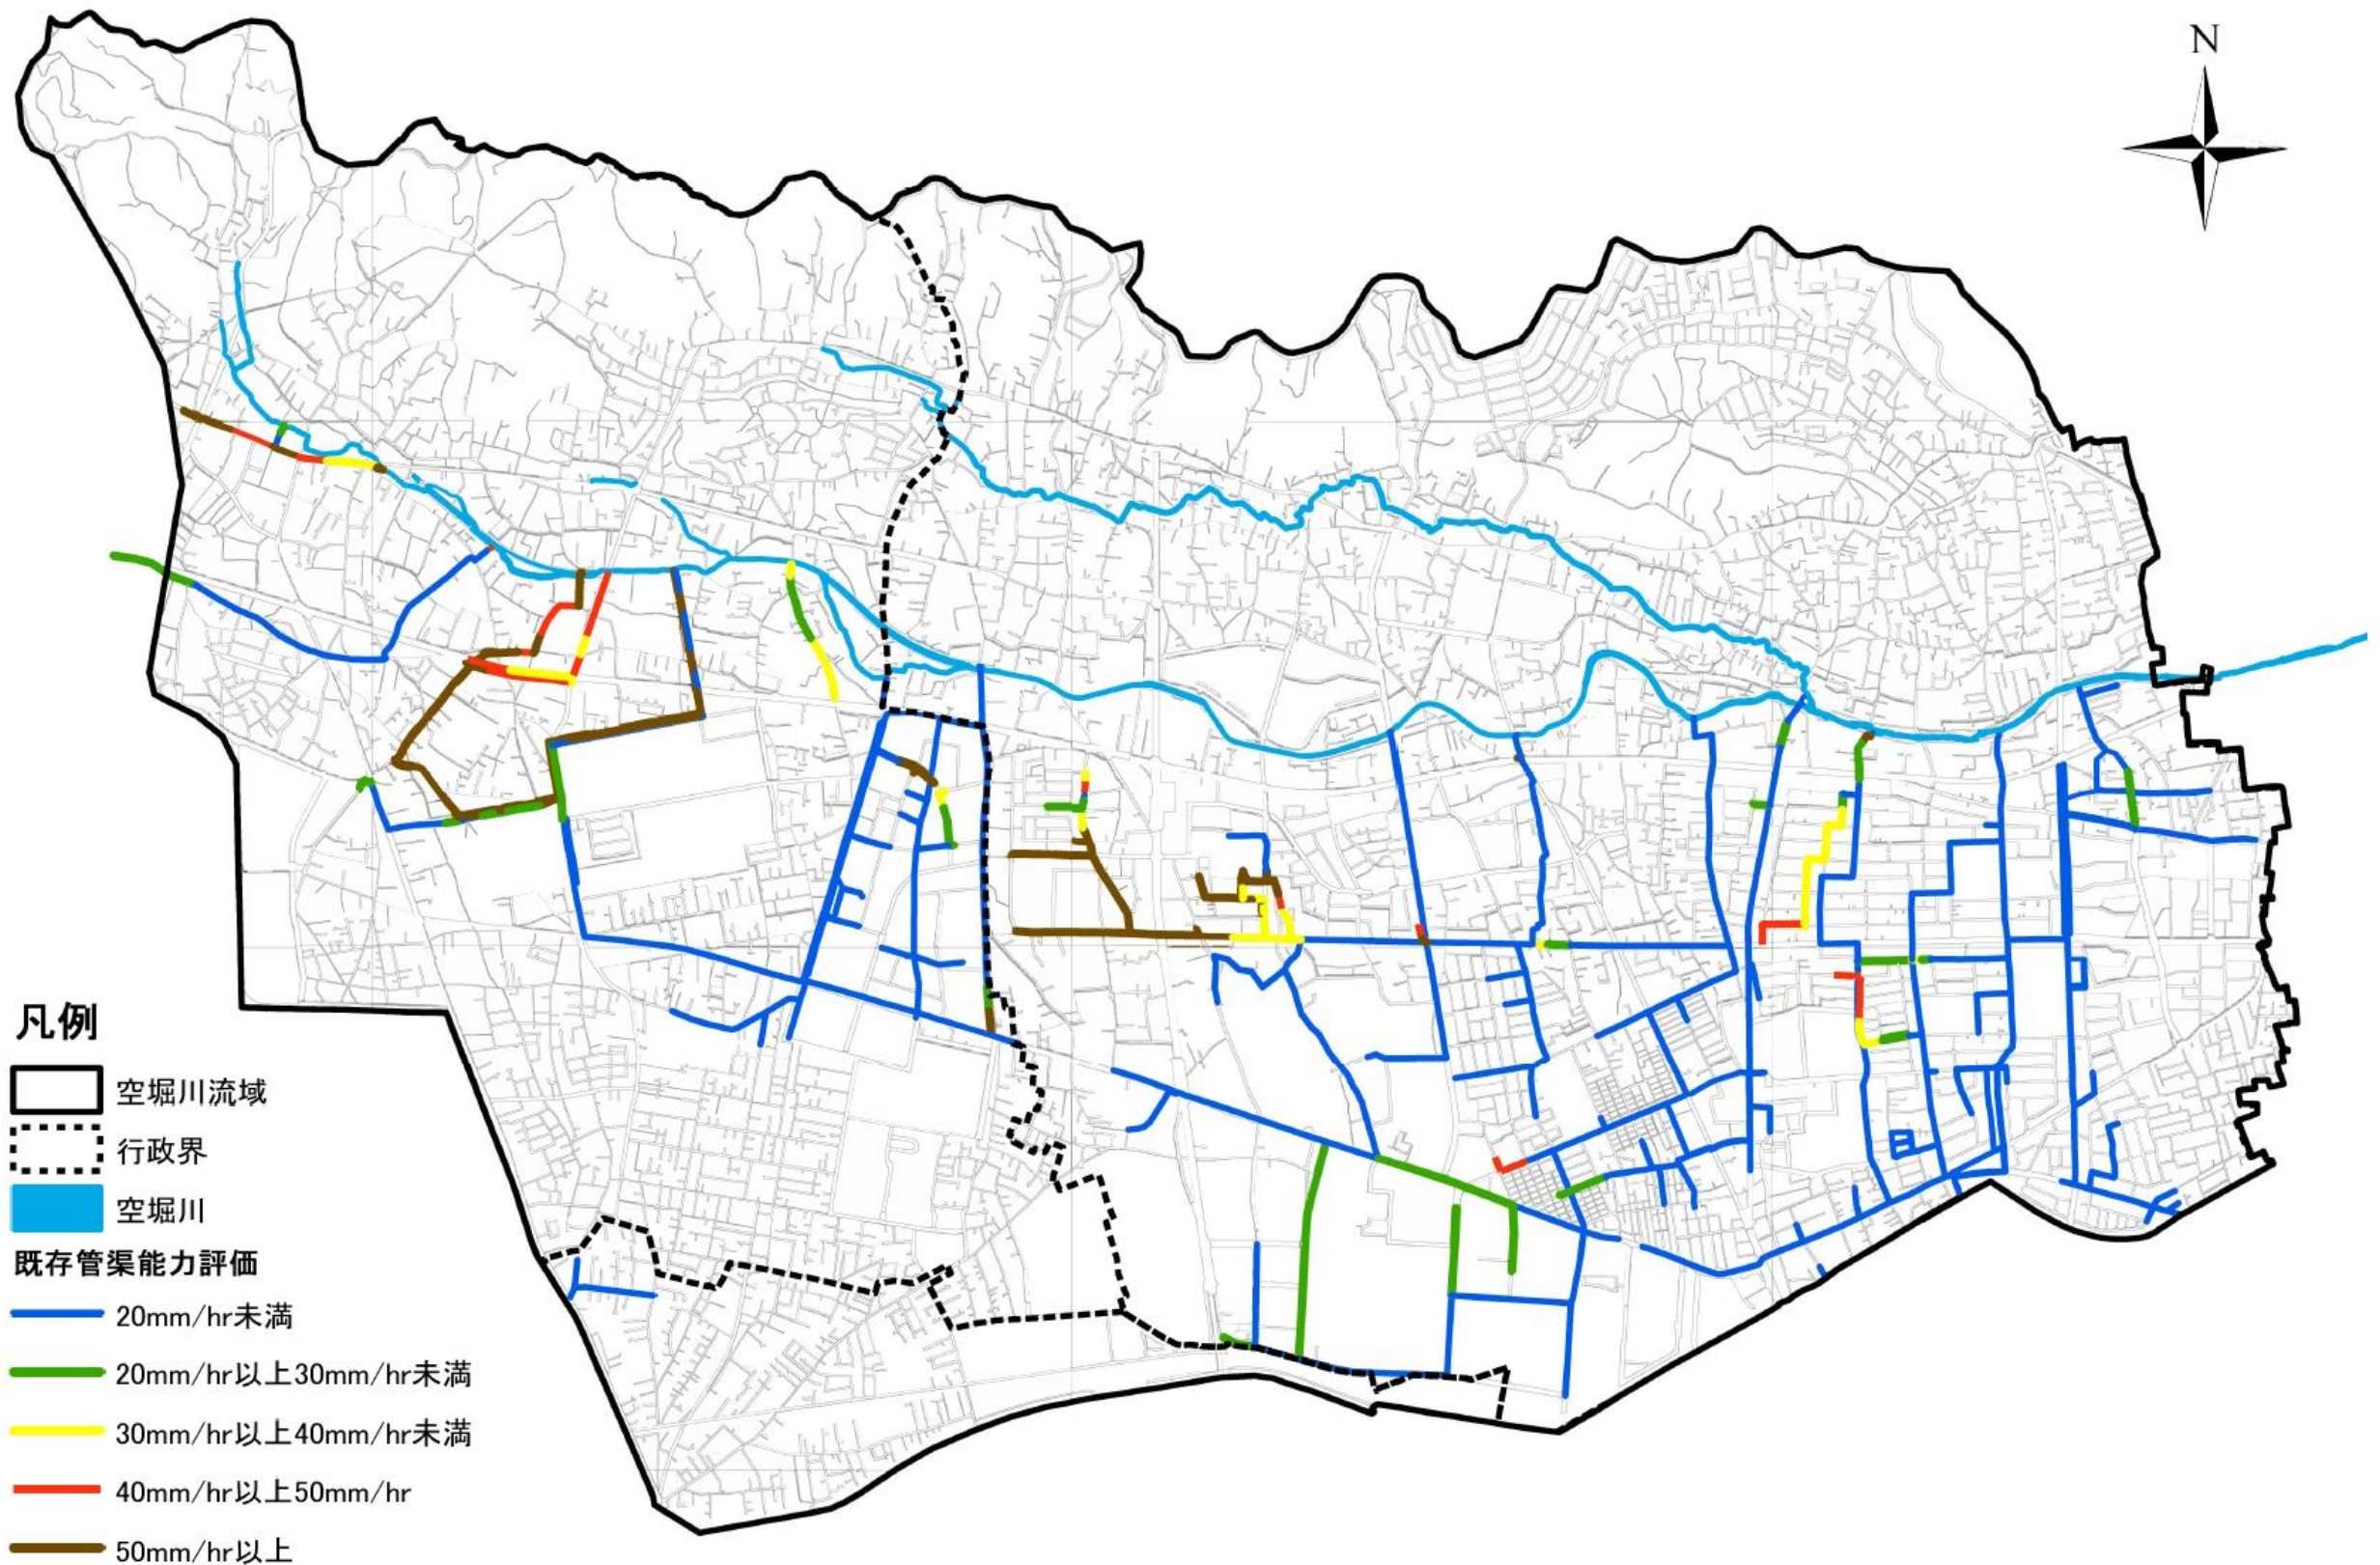 N
凡例
空堀川流域
行政界
空堀川
既存管渠能力評価
20mm/hr未満
20mm/hr以上30mm/hr未満
30mm/hr以上40mm/hr未満
40mm/hr以上50mm/hr
50mm/hr以上